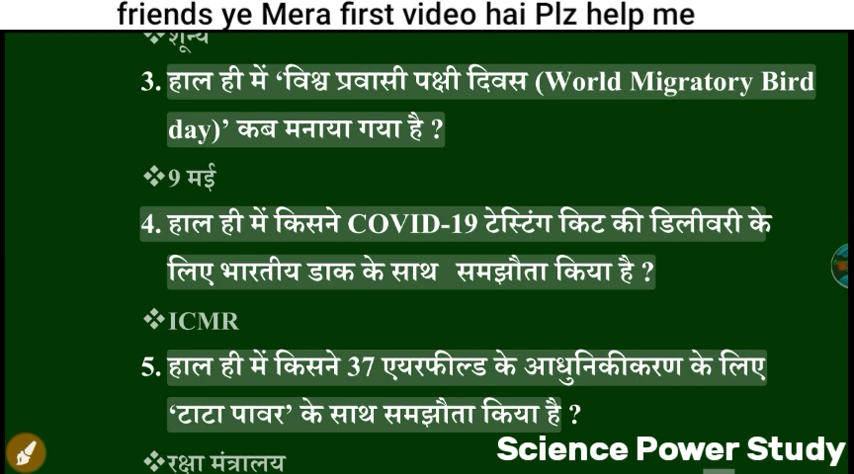 friends ye Mera first video hai Plz help me
❖शून्य
3. हाल ही में ‘विश्व प्रवासी पक्षी दिवस (World Migratory Bird
day)’ कब मनाया गया है ?
❖9 मई
4. हाल ही में किसने COVID-19 टेस्टिंग किट की डिलीवरी के
लिए भारतीय डाक के साथ समझौता किया है ?
❖ICMR
5. हाल ही में किसने 37 एयरफील्ड के आधुनिकीकरण के लिए
‘टाटा पावर’ के साथ समझौता किया है ?
❖रक्षा मंत्रालय
Science Power Study